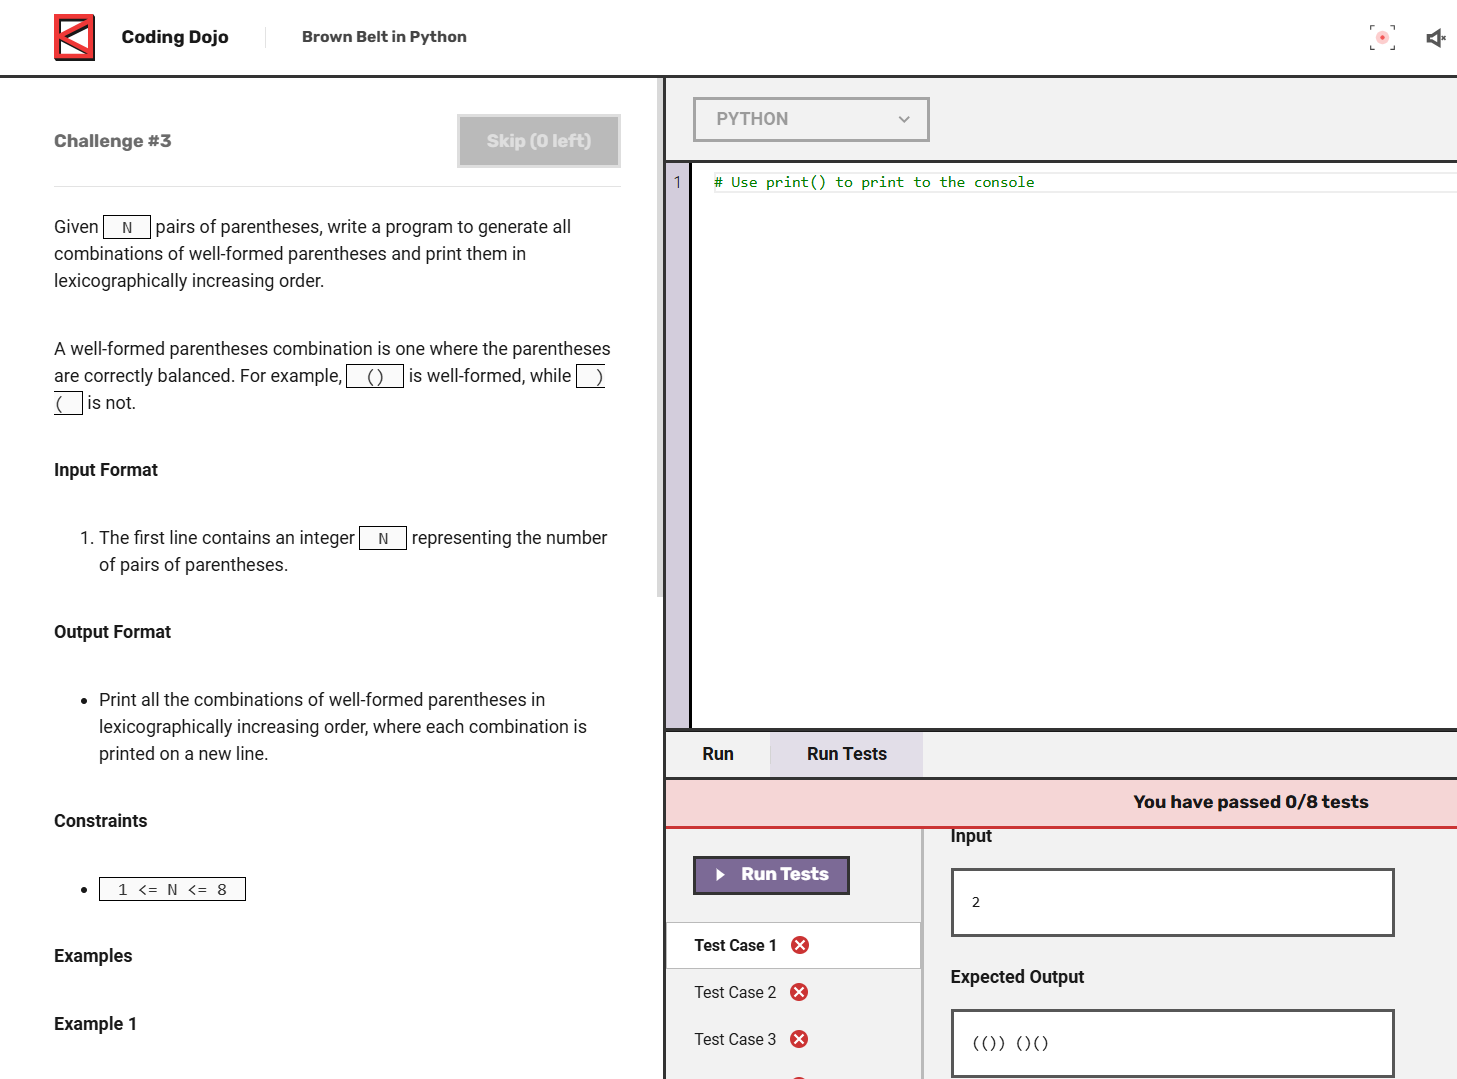 Coding Dojo
Brown Belt in Python
Challenge #3
Skip (0 left)
Given N pairs of parentheses, write a program to generate all
combinations of well-formed parentheses and print them in
lexicographically increasing order.
A well-formed parentheses combination is one where the parentheses
are correctly balanced. For example, () is well-formed, while )
( is not.
Input Format
1. The first line contains an integer N representing the number
of pairs of parentheses.
Output Format
• Print all the combinations of well-formed parentheses in
lexicographically increasing order, where each combination is
printed on a new line.
Constraints
• 1 <= N <= 8
Examples
Example 1
PYTHON
1 # Use print() to print to the console
Run
Run Tests
You have passed 0/8 tests
Run Tests
Test Case 1
Test Case 2
Test Case 3
Input
2
Expected Output
(()) ()()